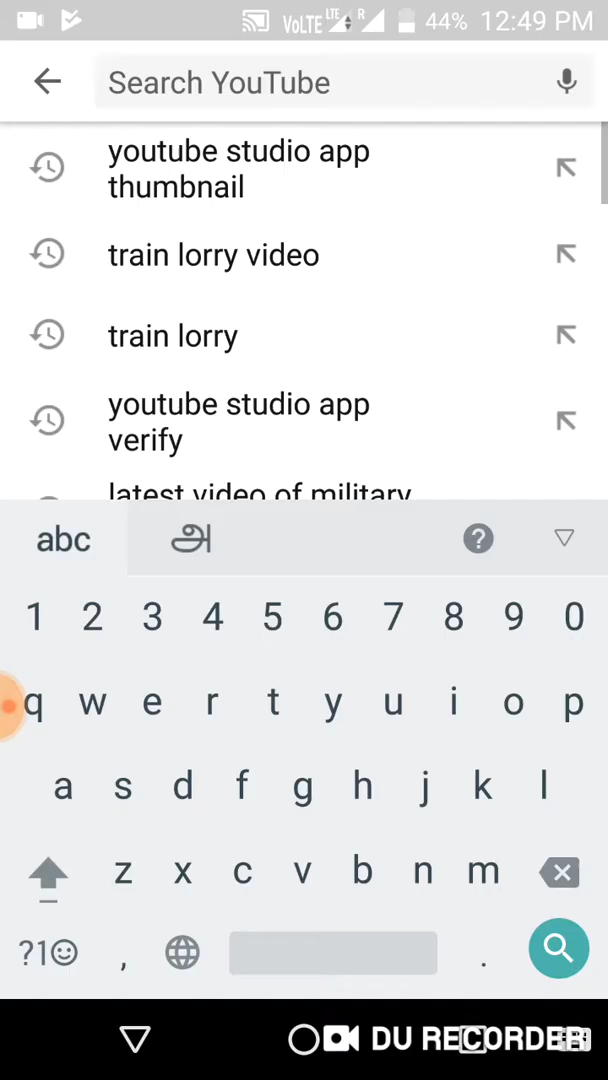 VoLTE LTE R 44% 12:49 PM
Search YouTube
youtube studio app
thumbnail
train lorry video
train lorry
youtube studio app
verify
latest video of military
abc அ ?
1 2 3 4 5 6 7 8 9 0
q w e r t y u i o p
a s d f g h j k l
z x c v b n m
?1☺ , .
DU RECORDER